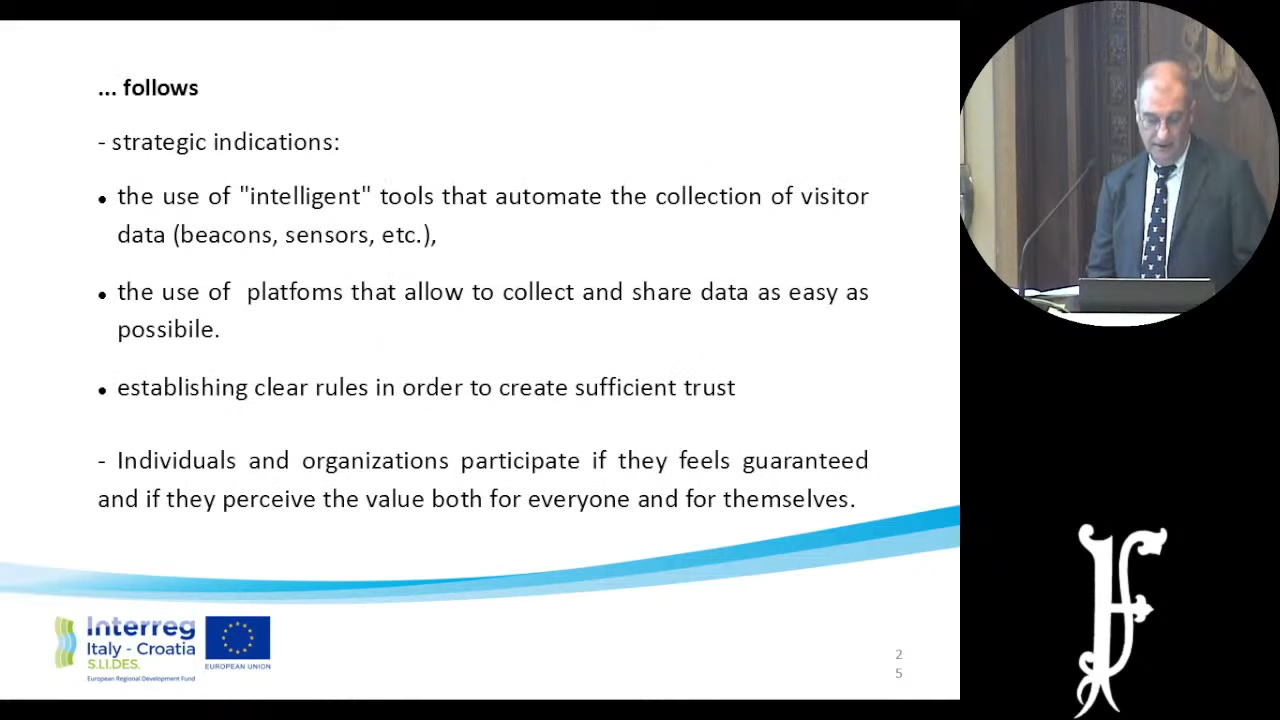 ... follows
- strategic indications:
• the use of "intelligent" tools that automate the collection of visitor
data (beacons, sensors, etc.),
• the use of  platfoms that allow to collect and share data as easy as
possibile.
• establishing clear rules in order to create sufficient trust
- Individuals and organizations participate if they feels guaranteed
and if they perceive the value both for everyone and for themselves.
Interreg
Italy - Croatia
S.LI.DES.
European Regional Development Fund
EUROPEAN UNION
2
5